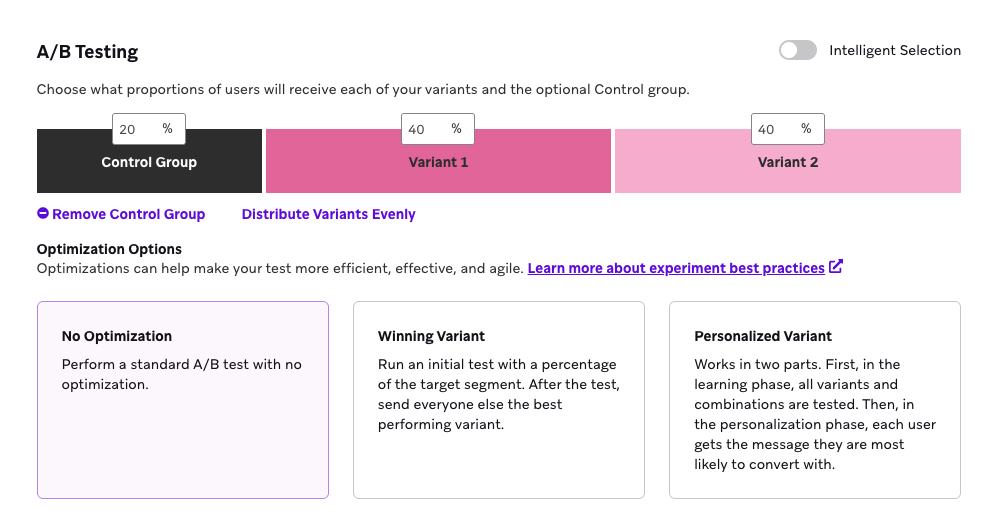 A/B Testing
Intelligent Selection
Choose what proportions of users will receive each of your variants and the optional Control group.
20 %
40 %
40 %
Control Group
Variant 1
Variant 2
Remove Control Group
Distribute Variants Evenly
Optimization Options
Optimizations can help make your test more efficient, effective, and agile. Learn more about experiment best practices
No Optimization
Perform a standard A/B test with no
optimization.
Winning Variant
Run an initial test with a percentage
of the target segment. After the test,
send everyone else the best
performing variant.
Personalized Variant
Works in two parts. First, in the
learning phase, all variants and
combinations are tested. Then, in
the personalization phase, each user
gets the message they are most
likely to convert with.